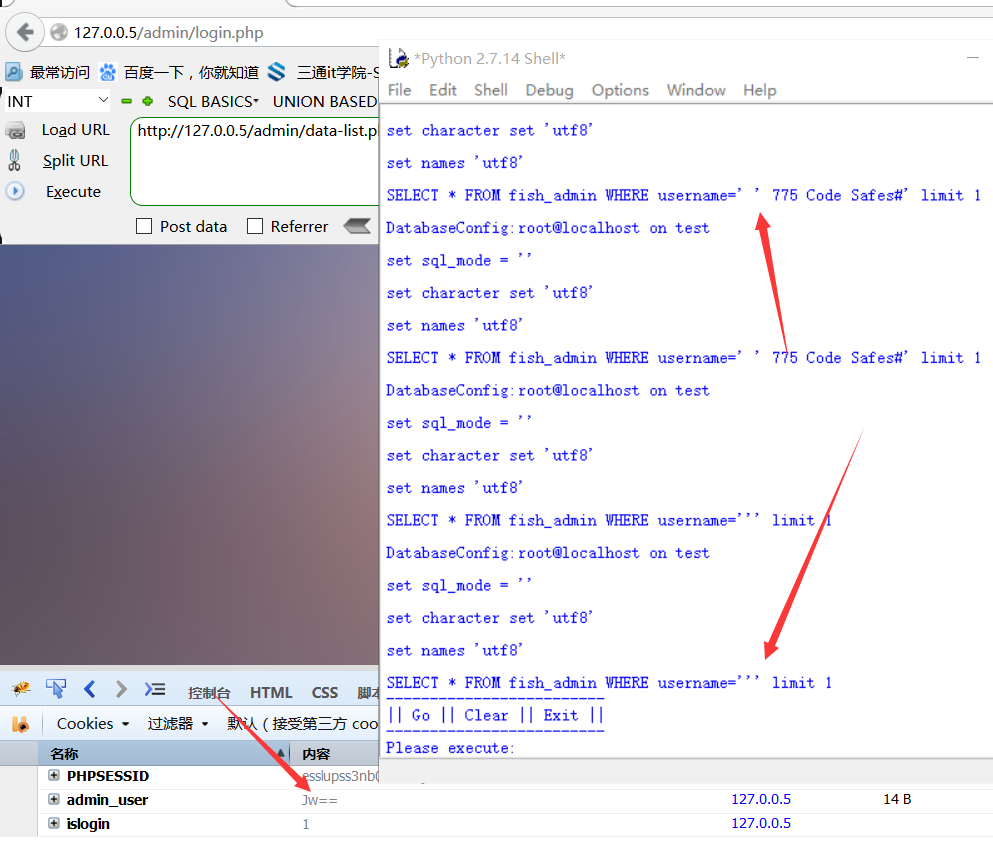 127.0.0.5/admin/login.php
最常访问 百度一下，你就知道 三通it学院-S
INT SQL BASICS UNION BASED
Load URL http://127.0.0.5/admin/data-list.p
Split URL
Execute
Post data Referrer
*Python 2.7.14 Shell*
File Edit Shell Debug Options Window Help
set character set 'utf8'
set names 'utf8'
SELECT * FROM fish_admin WHERE username=' ' 775 Code Safes#' limit 1
DatabaseConfig:root@localhost on test
set sql_mode = ''
set character set 'utf8'
set names 'utf8'
SELECT * FROM fish_admin WHERE username=' ' 775 Code Safes#' limit 1
DatabaseConfig:root@localhost on test
set sql_mode = ''
set character set 'utf8'
set names 'utf8'
SELECT * FROM fish_admin WHERE username=''' limit 1
DatabaseConfig:root@localhost on test
set sql_mode = ''
set character set 'utf8'
set names 'utf8'
SELECT * FROM fish_admin WHERE username=''' limit 1
-------------------------
|| Go || Clear || Exit ||
-------------------------
Please execute:
控制台 HTML CSS 脚本
Cookies 过滤器 默认 ( 接受第三方 coo
名称 内容
PHPSESSID
admin_user Jw== 127.0.0.5 14 B
islogin 1 127.0.0.5